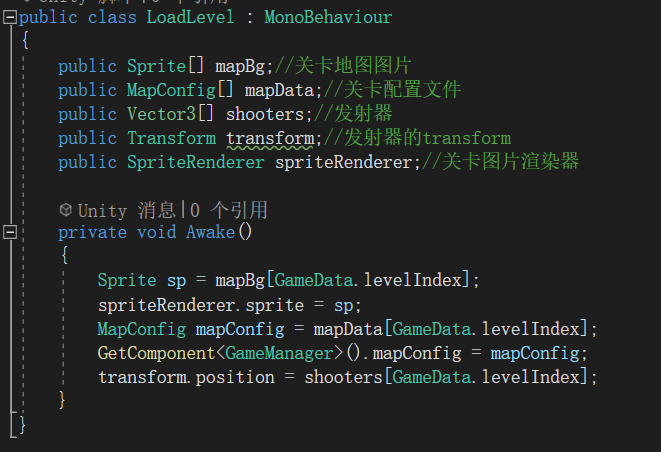 public class LoadLevel : MonoBehaviour
{
public Sprite[] mapBg;//关卡地图图片
public MapConfig[] mapData;//关卡配置文件
public Vector3[] shooters;//发射器
public Transform transform;//发射器的transform
public SpriteRenderer spriteRenderer;//关卡图片渲染器
Unity 消息|0 个引用
private void Awake()
{
Sprite sp = mapBg[GameData.levelIndex];
spriteRenderer.sprite = sp;
MapConfig mapConfig = mapData[GameData.levelIndex];
GetComponent<GameManager>().mapConfig = mapConfig;
transform.position = shooters[GameData.levelIndex];
}
}